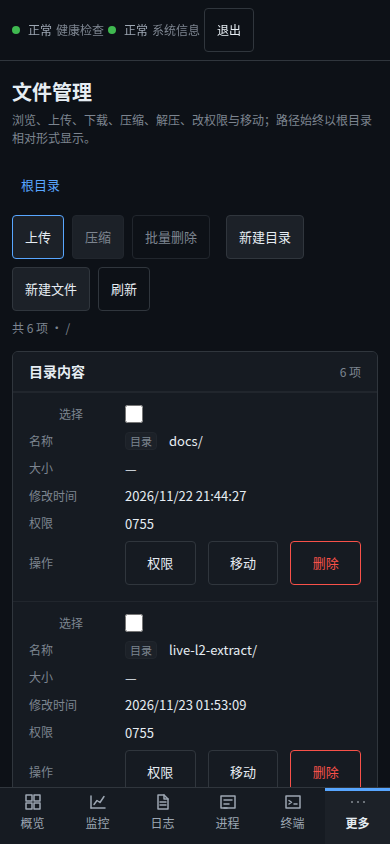 正常 健康检查 正常 系统信息 退出
文件管理
浏览、上传、下载、压缩、解压、改权限与移动；路径始终以根目录
相对形式显示。
根目录
上传 压缩 批量删除 新建目录
新建文件 刷新
共 6 项 · /
目录内容 6 项
选择
名称 目录 docs/
大小 —
修改时间 2026/11/22 21:44:27
权限 0755
操作 权限 移动 删除
选择
名称 目录 live-l2-extract/
大小 —
修改时间 2026/11/23 01:53:09
权限 0755
操作 权限 移动 删除
概览 监控 日志 进程 终端 更多